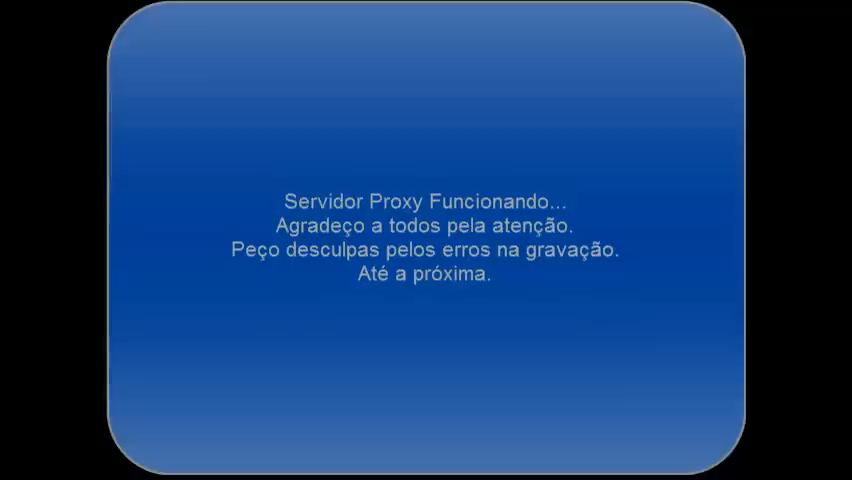 Servidor Proxy Funcionando...
Agradeço a todos pela atenção.
Peço desculpas pelos erros na gravação.
Até a próxima.